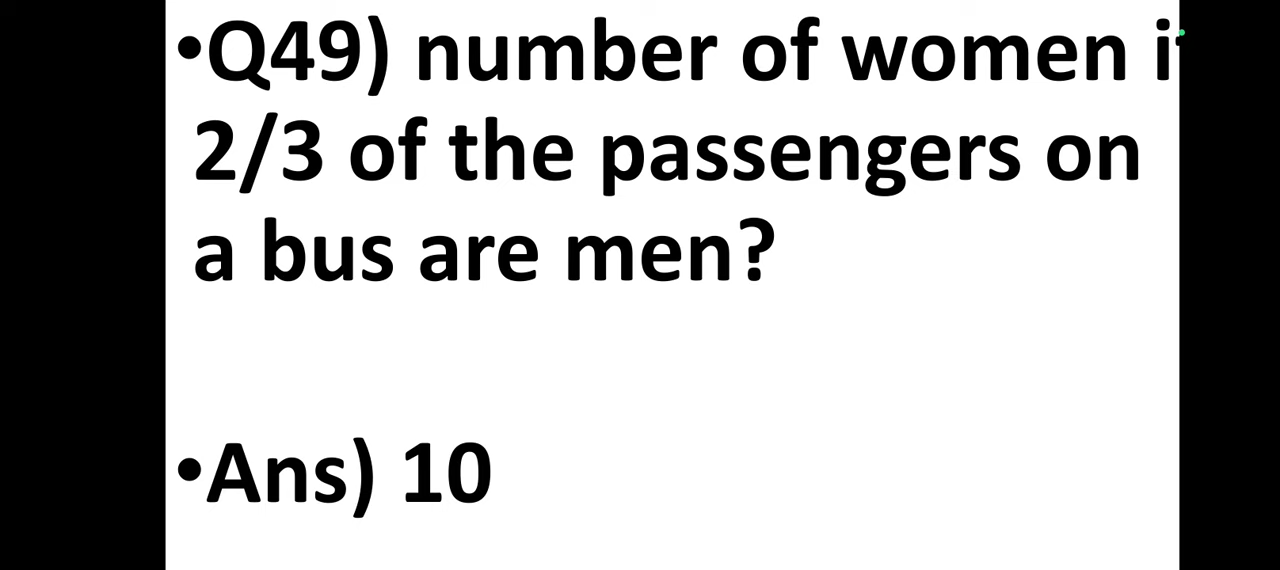 •Q49) number of women if
2/3 of the passengers on
a bus are men?
•Ans) 10